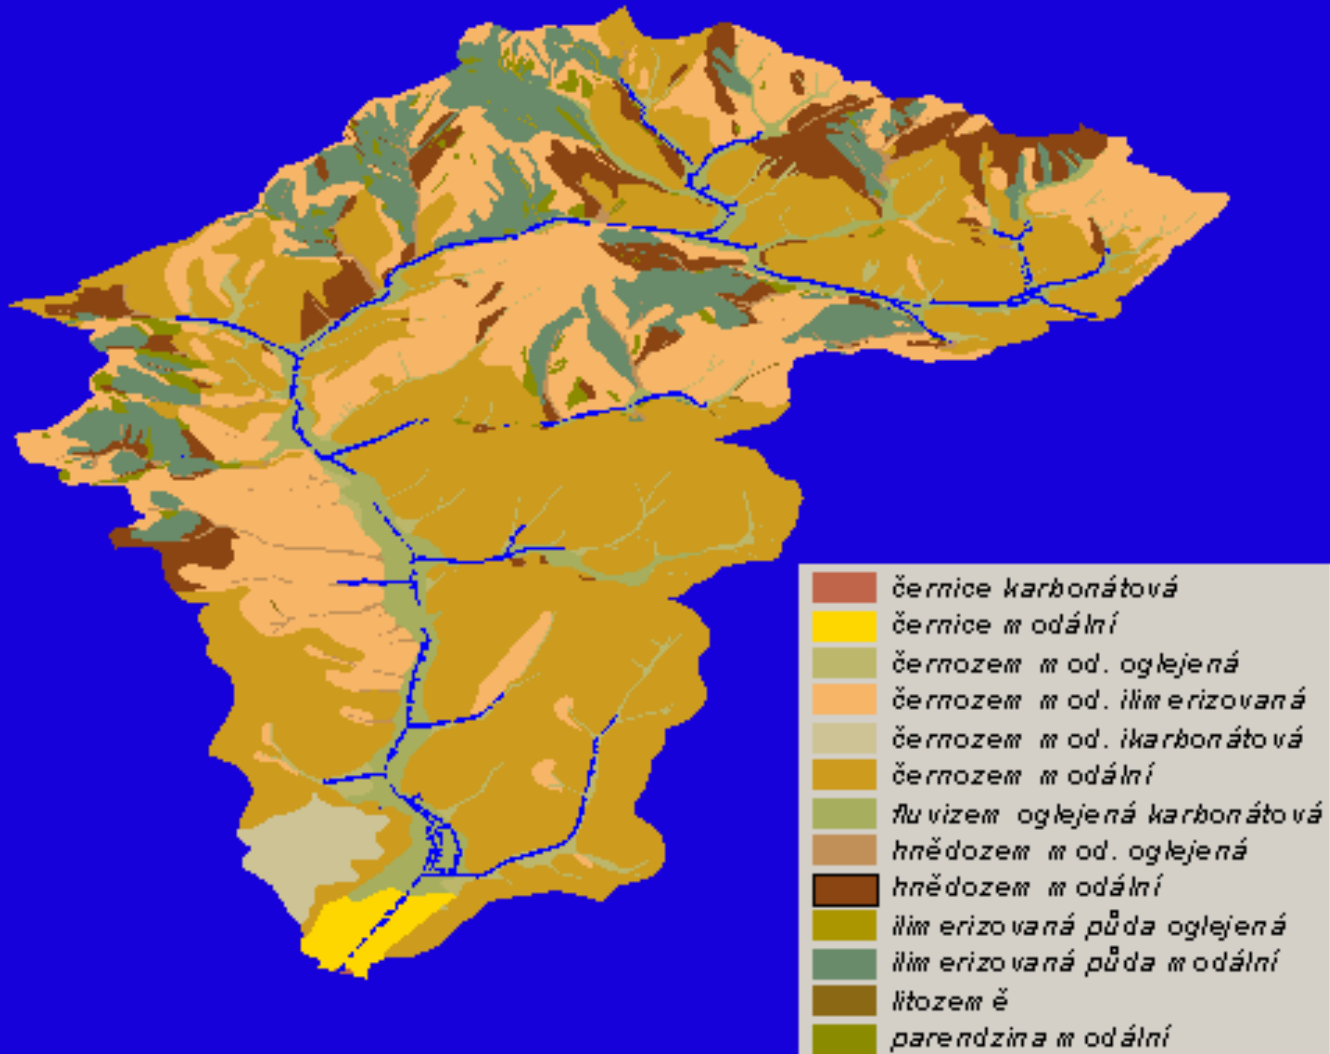 černice karbonátová
černice modální
černozem mod. oglejená
černozem mod. ilimerizovaná
černozem mod. ikarbonátová
černozem modální
fluvizem oglejená karbonátová
hnědozem mod. oglejená
hnědozem modální
ilimerizovaná půda oglejená
ilimerizovaná půda modální
litozemě
parendzina modální